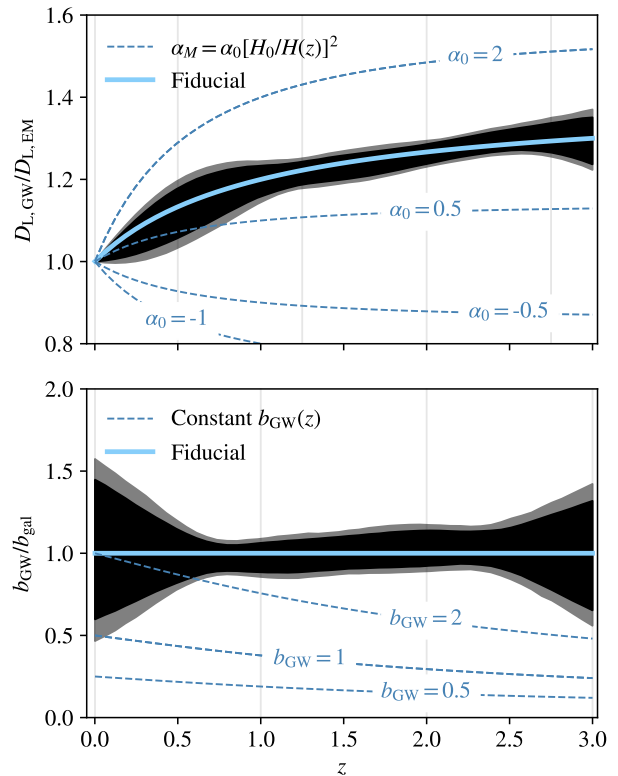 1.6
α_M = α_0[H_0/H(z)]^2
Fiducial
α_0 = 2
1.4
D_L,GW/D_L,EM
1.2
α_0 = 0.5
1.0
α_0 = -1
α_0 = -0.5
0.8
2.0
Constant b_GW(z)
Fiducial
1.5
b_GW/b_gal
1.0
b_GW = 2
0.5
b_GW = 1
b_GW = 0.5
0.0
0.0 0.5 1.0 1.5 2.0 2.5 3.0
z